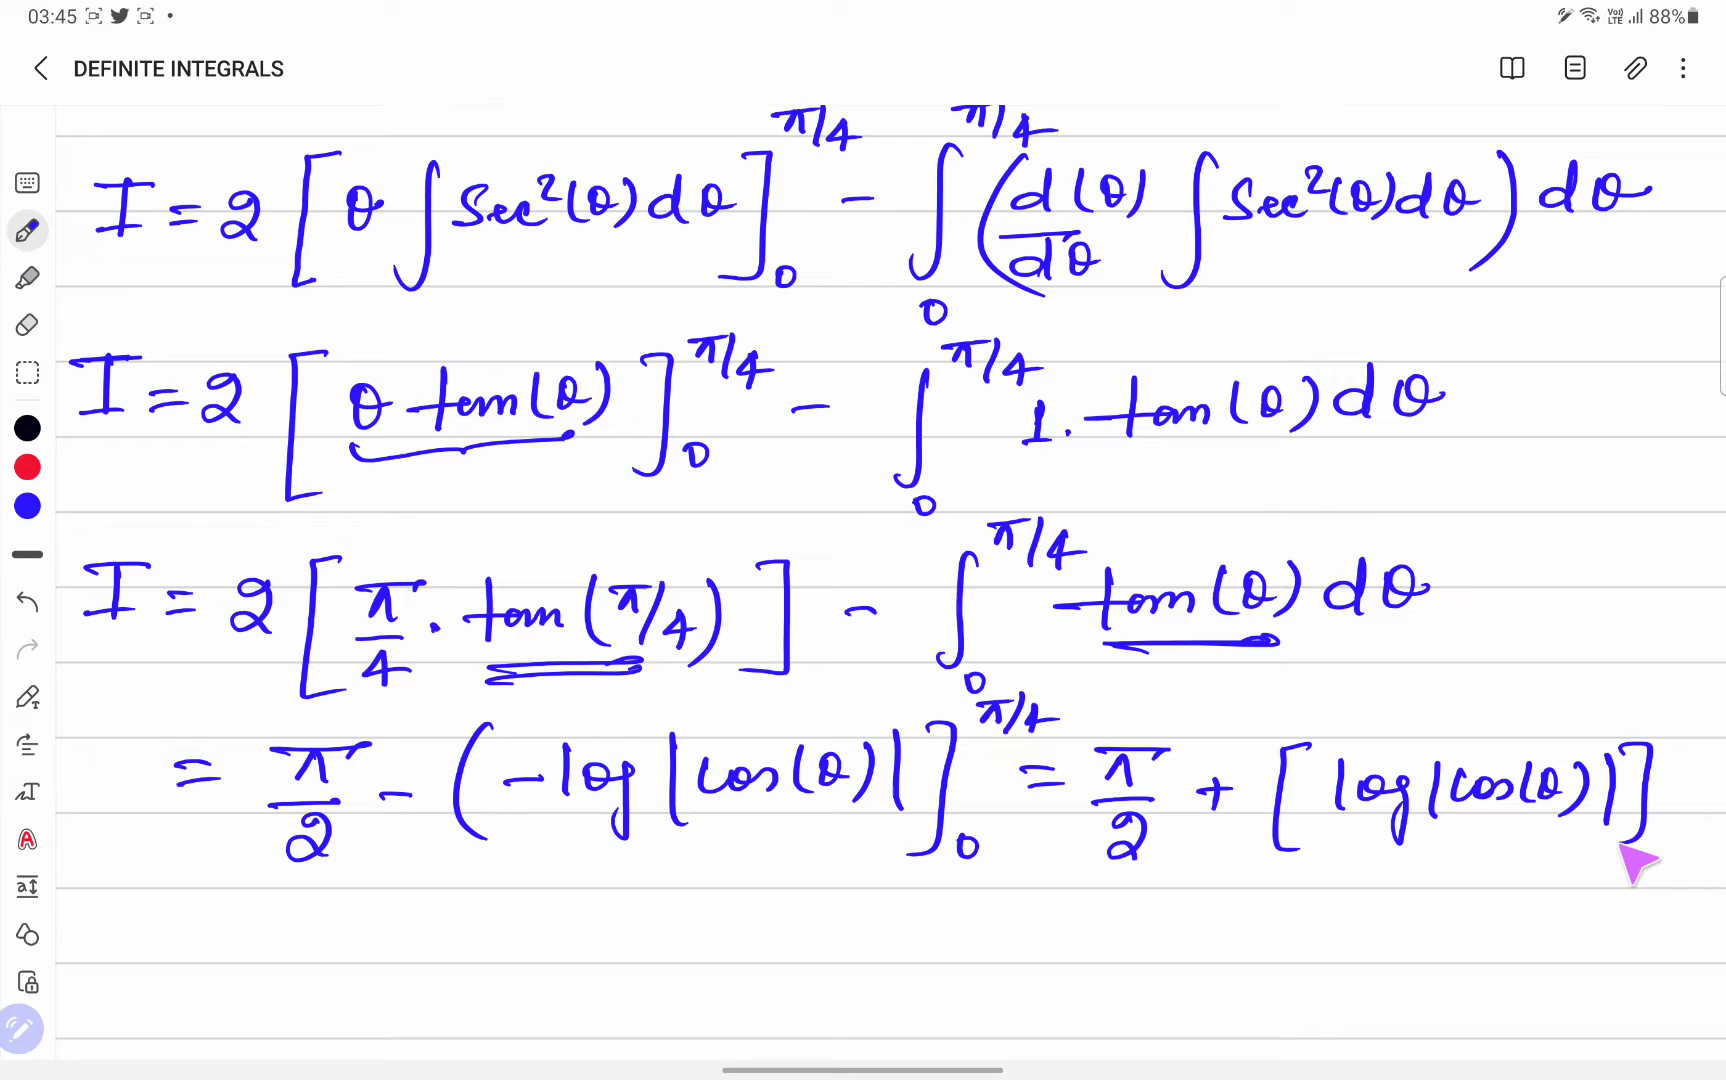 03:45 Vo) LTE 88%
DEFINITE INTEGRALS
I = 2 [θ ∫ sec²(θ) dθ]₀^π/4 − ∫₀^π/4 (d(θ)/dθ ∫ sec²(θ) dθ) dθ
I = 2 [θ tan(θ)]₀^π/4 − ∫₀^π/4 1. tan(θ) dθ
I = 2 [π/4 . tan(π/4)] − ∫₀^π/4 tan(θ) dθ
= π/2 − (−log|cos(θ)|]₀^π/4 = π/2 + [log|cos(θ)|]